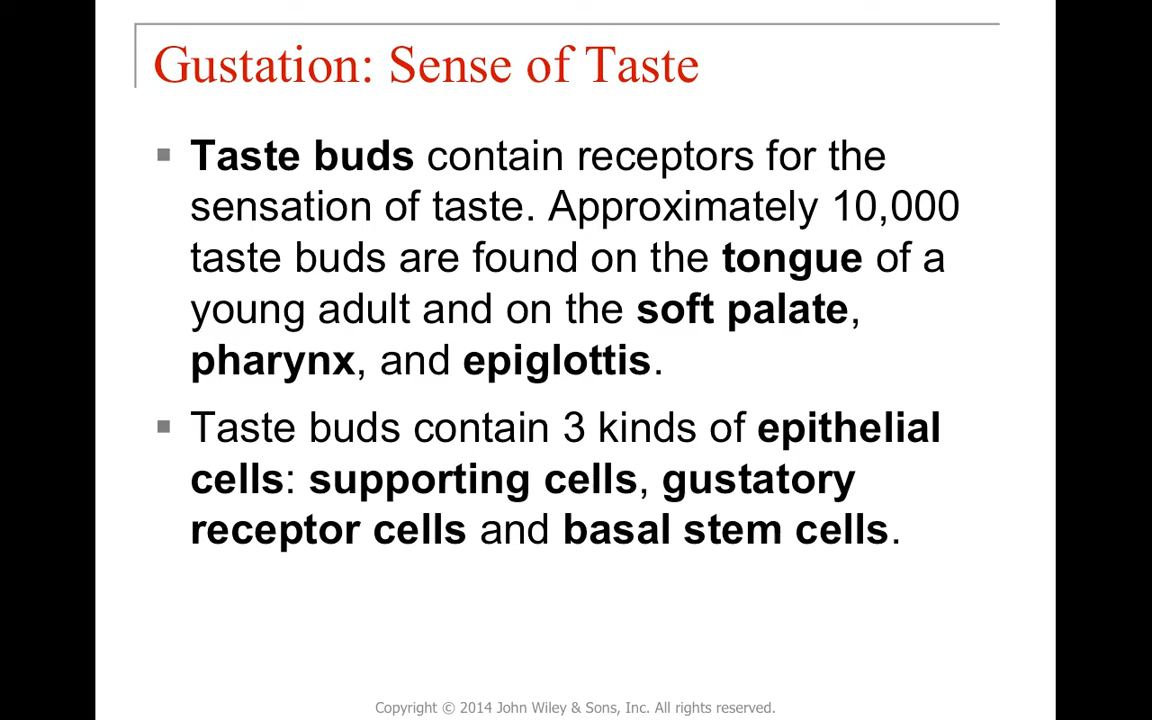 Gustation: Sense of Taste
▪ Taste buds contain receptors for the
sensation of taste. Approximately 10,000
taste buds are found on the tongue of a
young adult and on the soft palate,
pharynx, and epiglottis.
▪ Taste buds contain 3 kinds of epithelial
cells: supporting cells, gustatory
receptor cells and basal stem cells.
Copyright © 2014 John Wiley & Sons, Inc. All rights reserved.